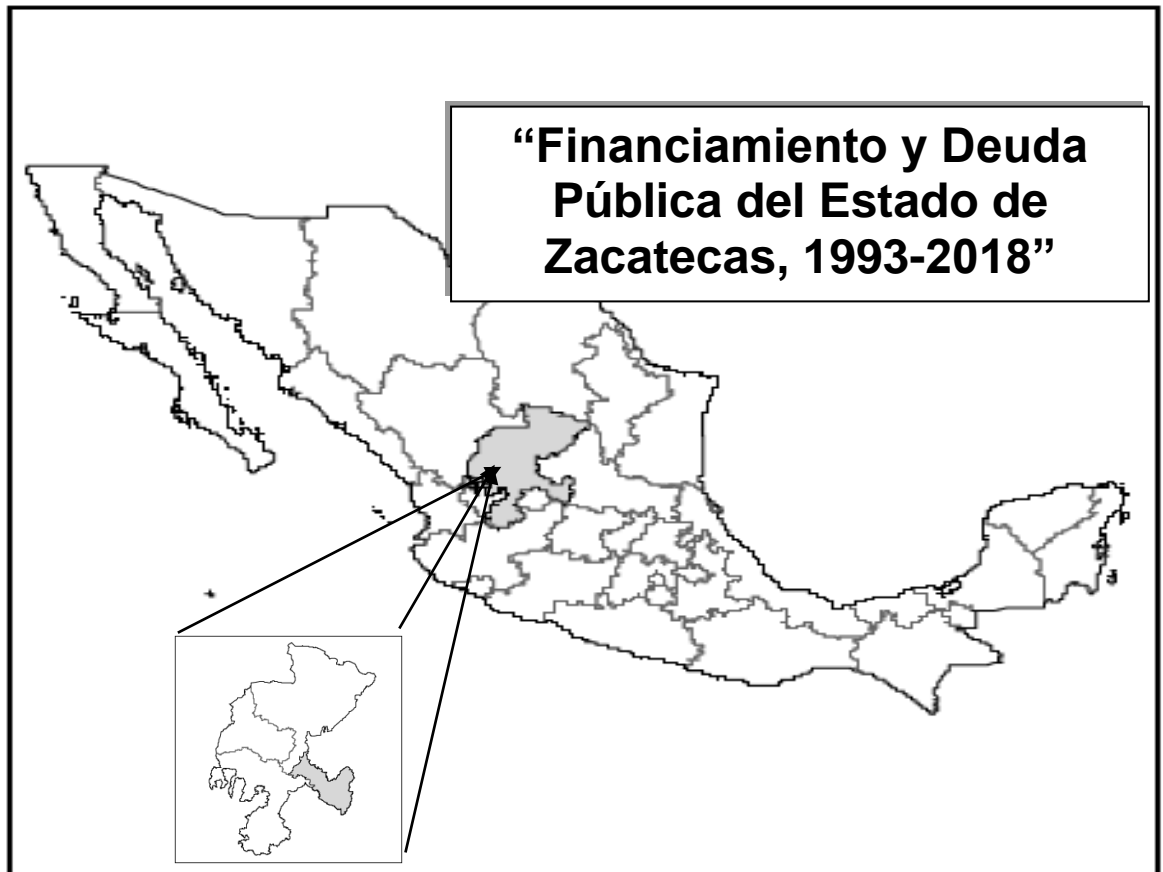 “Financiamiento y Deuda
Pública del Estado de
Zacatecas, 1993-2018”